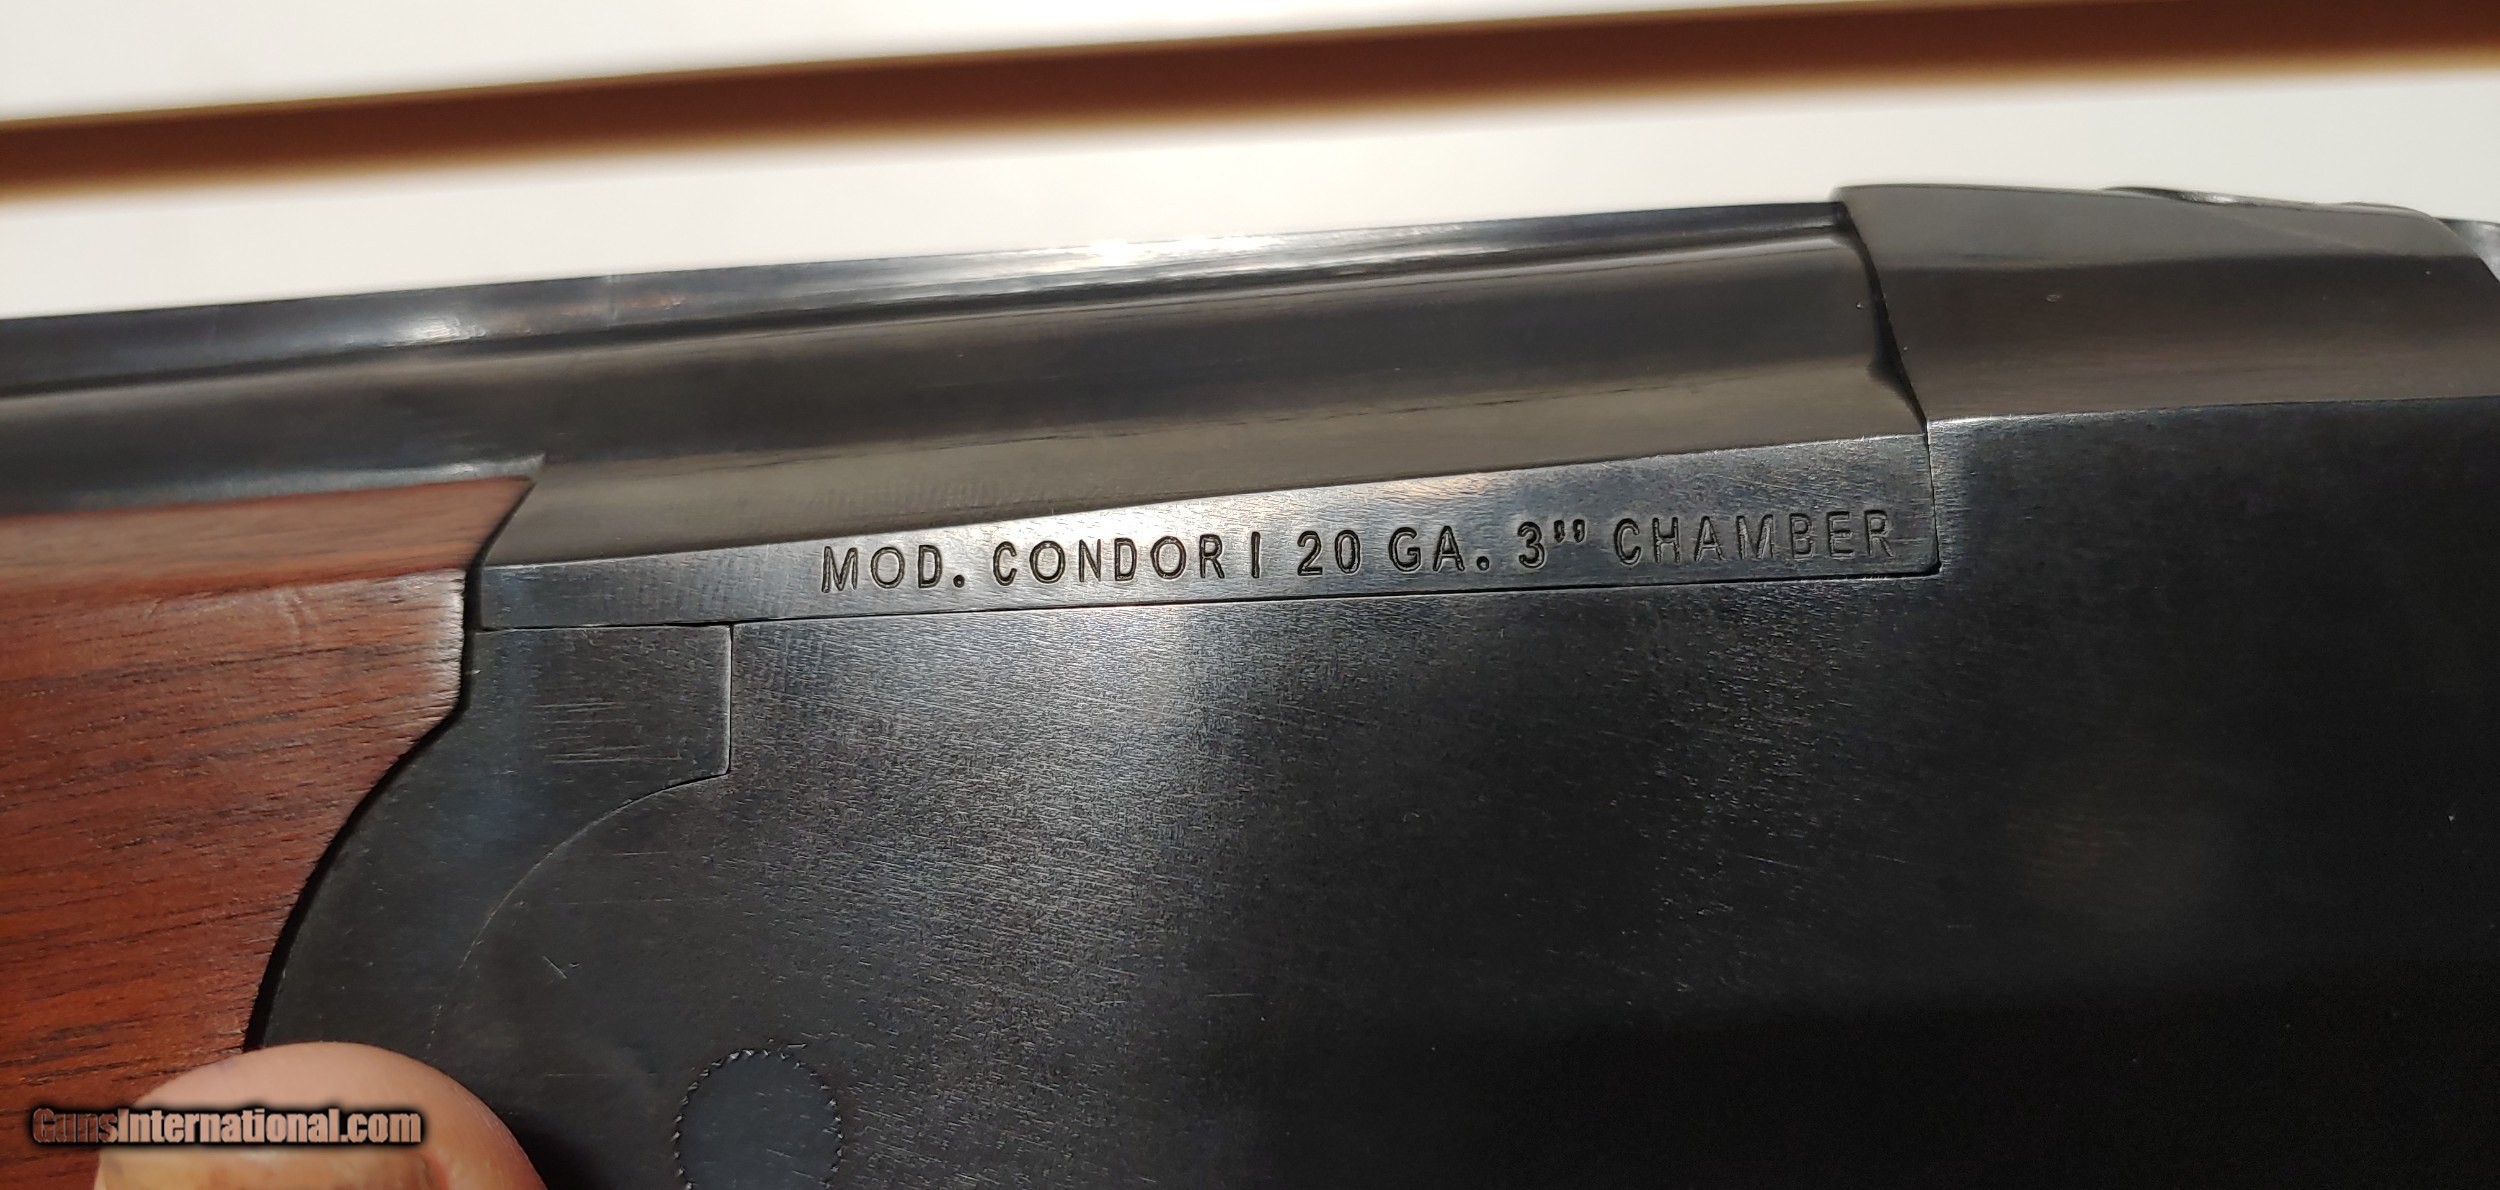 MOD. CONDOR I 20 GA. 3" CHAMBER
GunsInternational.com